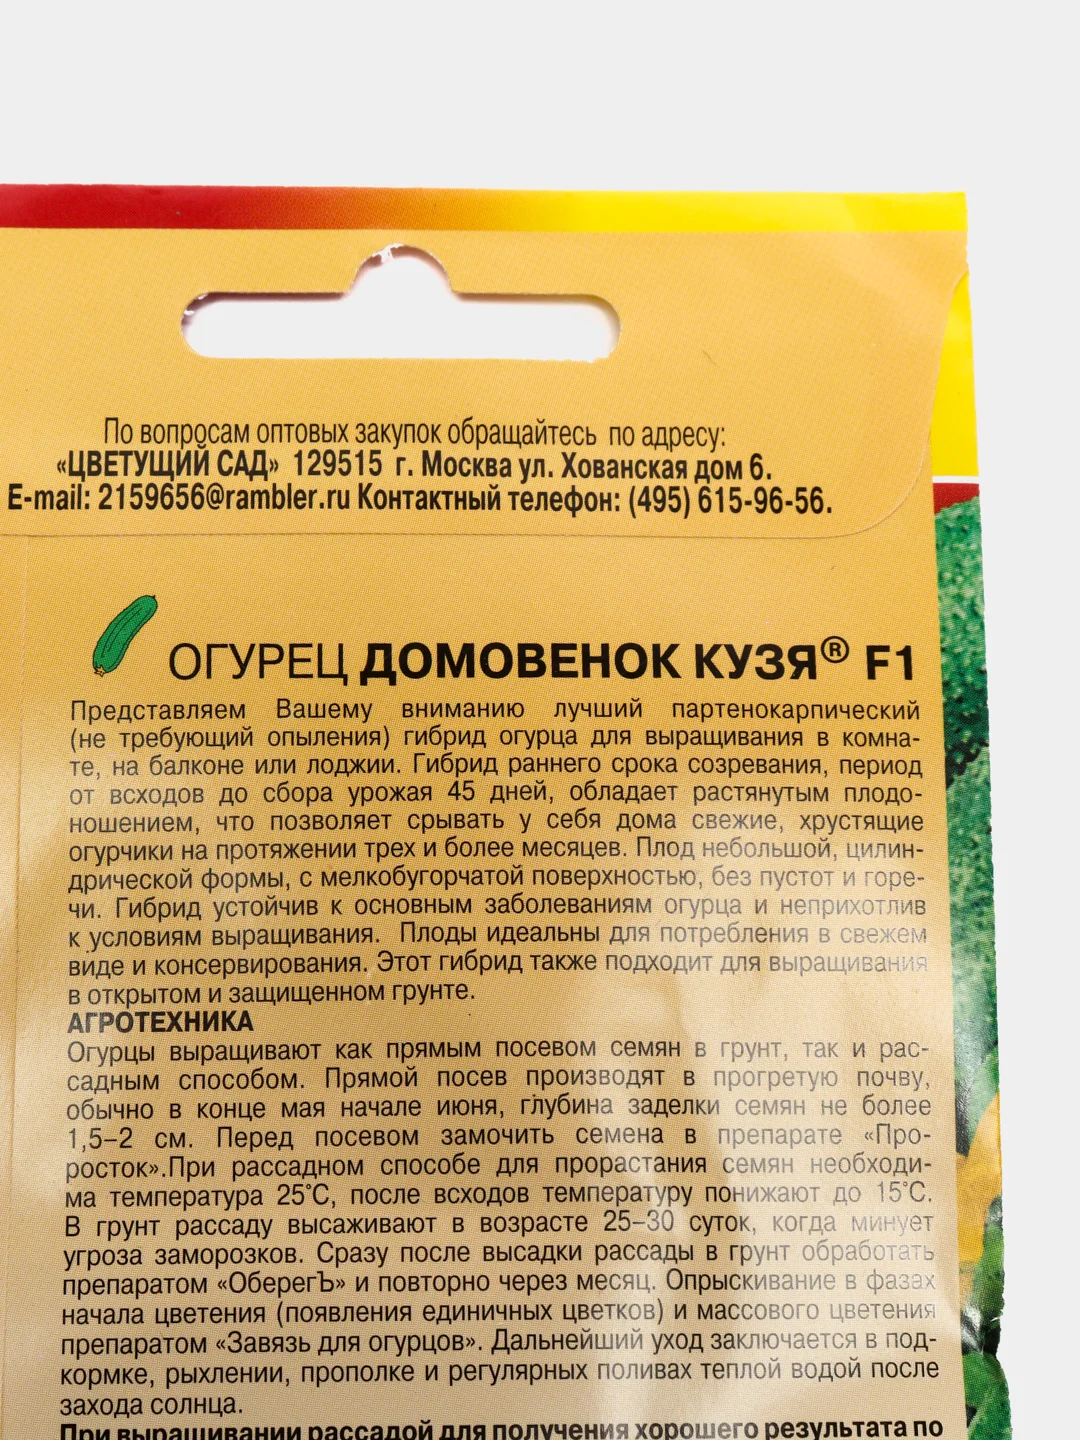 По вопросам оптовых закупок обращайтесь по адресу:
«ЦВЕТУЩИЙ САД» 129515 г. Москва ул. Хованская дом 6.
E-mail: 2159656@rambler.ru Контактный телефон: (495) 615-96-56.
ОГУРЕЦ ДОМОВЕНОК КУЗЯ® F1
Представляем Вашему вниманию лучший партенокарпический
(не требующий опыления) гибрид огурца для выращивания в комна-
те, на балконе или лоджии. Гибрид раннего срока созревания, период
от всходов до сбора урожая 45 дней, обладает растянутым плодо-
ношением, что позволяет срывать у себя дома свежие, хрустящие
огурчики на протяжении трех и более месяцев. Плод небольшой, цилин-
дрической формы, с мелкобугорчатой поверхностью, без пустот и горе-
чи. Гибрид устойчив к основным заболеваниям огурца и неприхотлив
к условиям выращивания. Плоды идеальны для потребления в свежем
виде и консервирования. Этот гибрид также подходит для выращивания
в открытом и защищенном грунте.
АГРОТЕХНИКА
Огурцы выращивают как прямым посевом семян в грунт, так и рас-
садным способом. Прямой посев производят в прогретую почву,
обычно в конце мая начале июня, глубина заделки семян не более
1,5–2 см. Перед посевом замочить семена в препарате «Про-
росток».При рассадном способе для прорастания семян необходи-
ма температура 25°С, после всходов температуру понижают до 15°С.
В грунт рассаду высаживают в возрасте 25–30 суток, когда минует
угроза заморозков. Сразу после высадки рассады в грунт обработать
препаратом «ОберегЪ» и повторно через месяц. Опрыскивание в фазах
начала цветения (появления единичных цветков) и массового цветения
препаратом «Завязь для огурцов». Дальнейший уход заключается в под-
кормке, рыхлении, прополке и регулярных поливах теплой водой после
захода солнца.
При выращивании рассадой для получения хорошего результата по